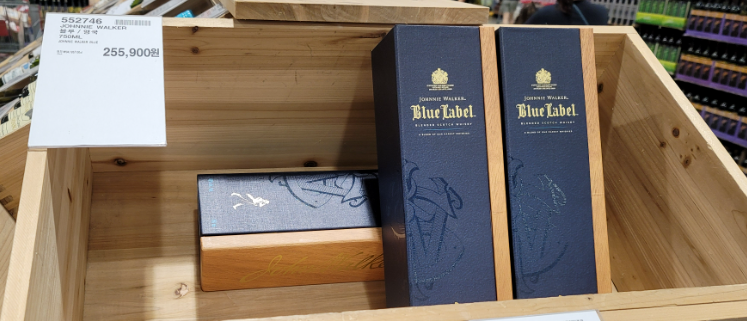 552746
JOHNNIE WALKER
블루 / 영국
750ML
255,900원
JOHNNIE WALKER.
Blue Label
BLENDED SCOTCH WHISKY
JOHNNIE WALKER.
Blue Label
BLENDED SCOTCH WHISKY